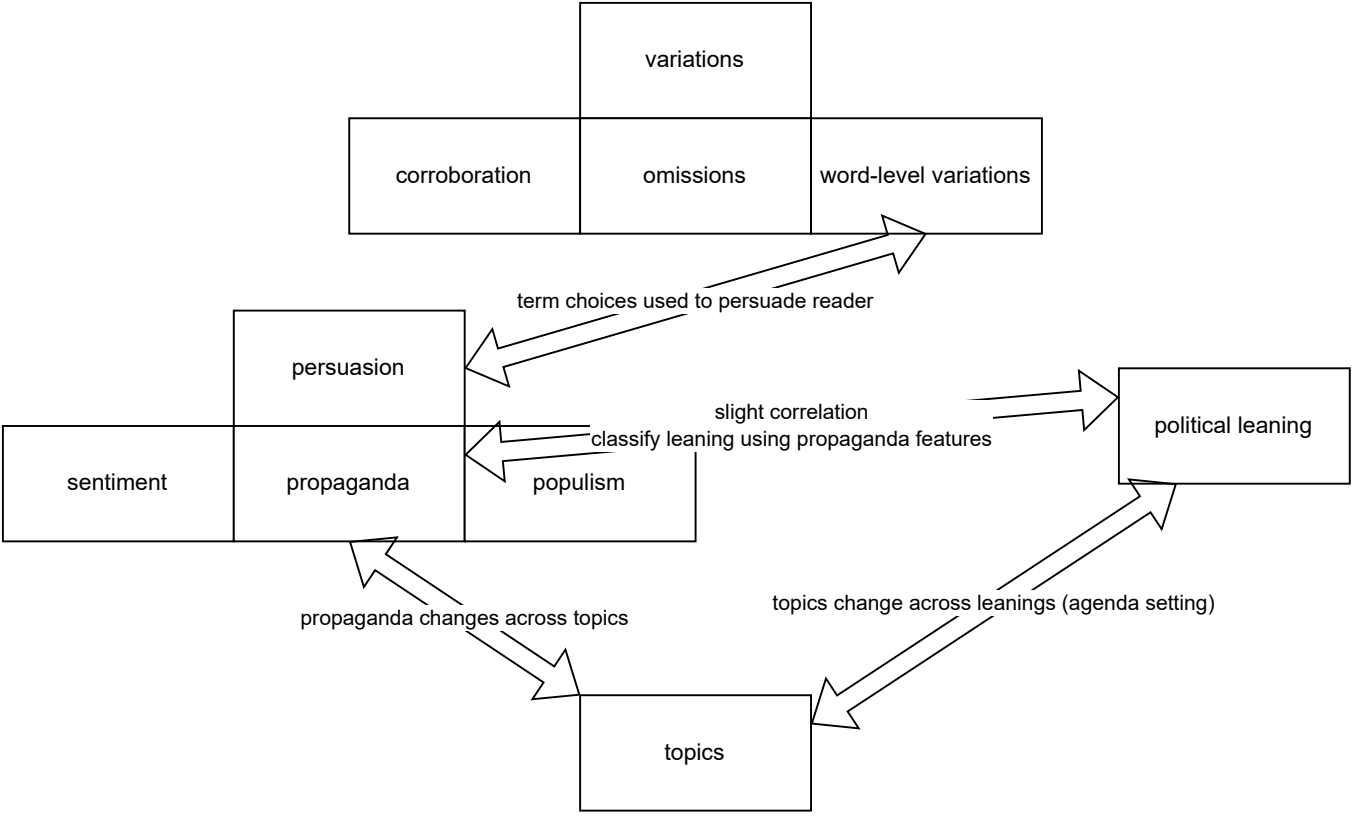 variations
corroboration
omissions
word-level variations
term choices used to persuade reader
persuasion
slight correlation
classify leaning using propaganda features
political leaning
sentiment
propaganda
populism
propaganda changes across topics
topics change across leanings (agenda setting)
topics